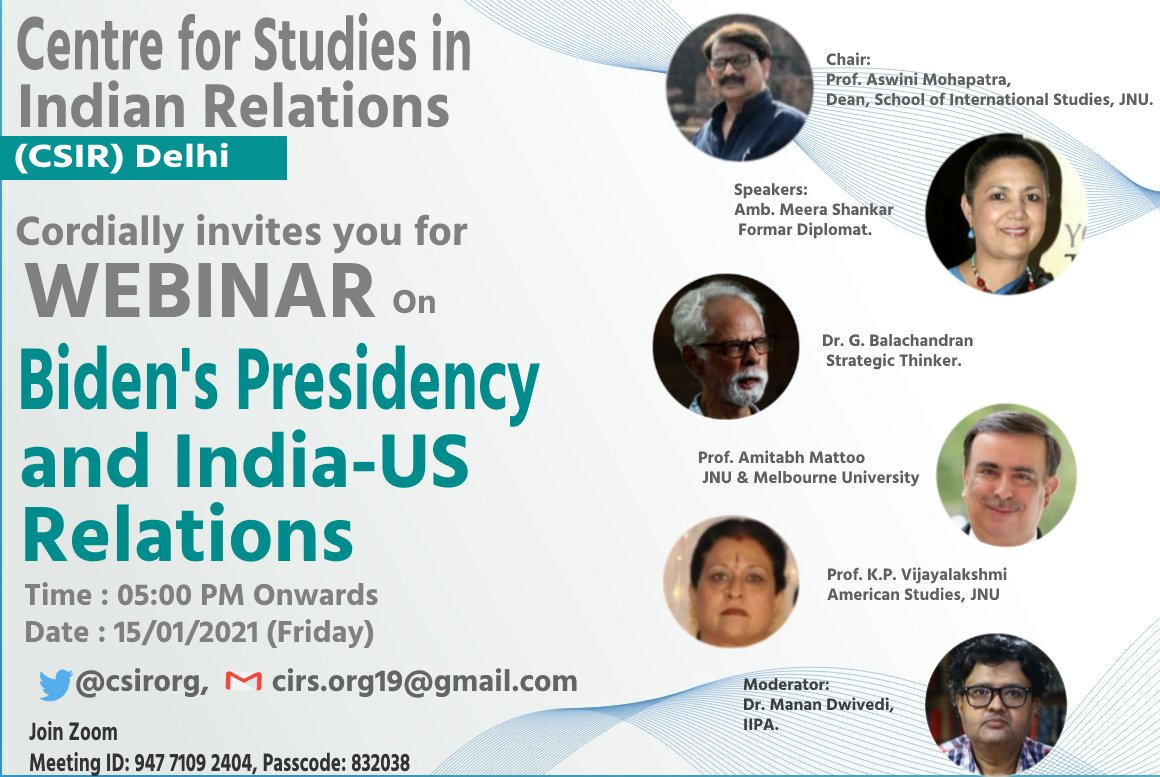 Centre for Studies in
Indian Relations
(CSIR) Delhi
Cordially invites you for
WEBINAR On
Biden's Presidency
and India-US
Relations
Time : 05:00 PM Onwards
Date : 15/01/2021 (Friday)
@csirorg, cirs.org19@gmail.com
Join Zoom
Meeting ID: 947 7109 2404, Passcode: 832038
Chair:
Prof. Aswini Mohapatra,
Dean, School of International Studies, JNU.
Speakers:
Amb. Meera Shankar
Formar Diplomat.
Dr. G. Balachandran
Strategic Thinker.
Prof. Amitabh Mattoo
JNU & Melbourne University
Prof. K.P. Vijayalakshmi
American Studies, JNU
Moderator:
Dr. Manan Dwivedi,
IIPA.